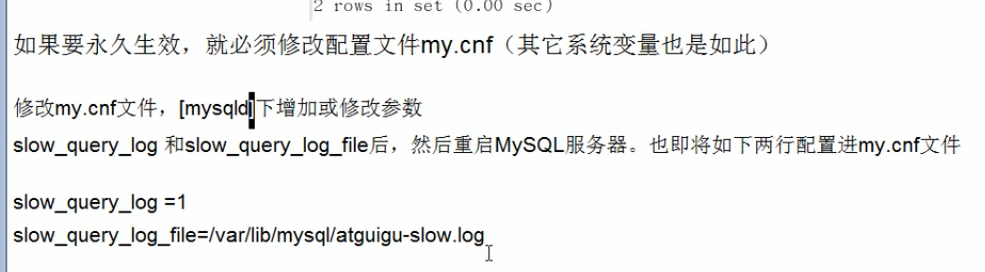 2 rows in set (0.00 sec)
如果要永久生效，就必须修改配置文件my.cnf（其它系统变量也是如此）
修改my.cnf文件，[mysqld]下增加或修改参数
slow_query_log 和slow_query_log_file后，然后重启MySQL服务器。也即将如下两行配置进my.cnf文件
slow_query_log =1
slow_query_log_file=/var/lib/mysql/atguigu-slow.log